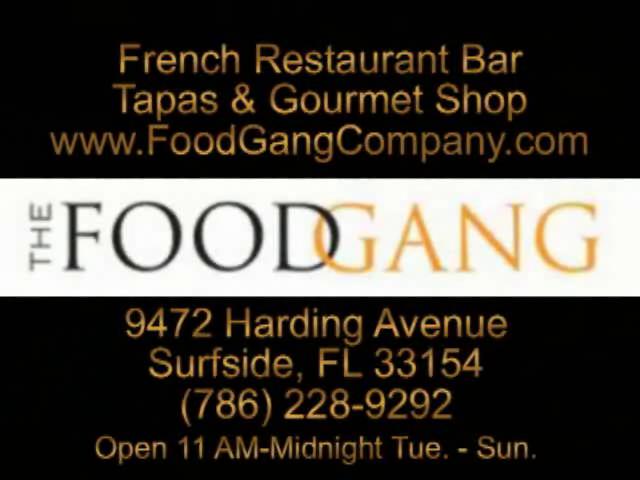 French Restaurant Bar
Tapas & Gourmet Shop
www.FoodGangCompany.com
THE FOODGANG
9472 Harding Avenue
Surfside, FL 33154
(786) 228-9292
Open 11 AM-Midnight Tue. - Sun.